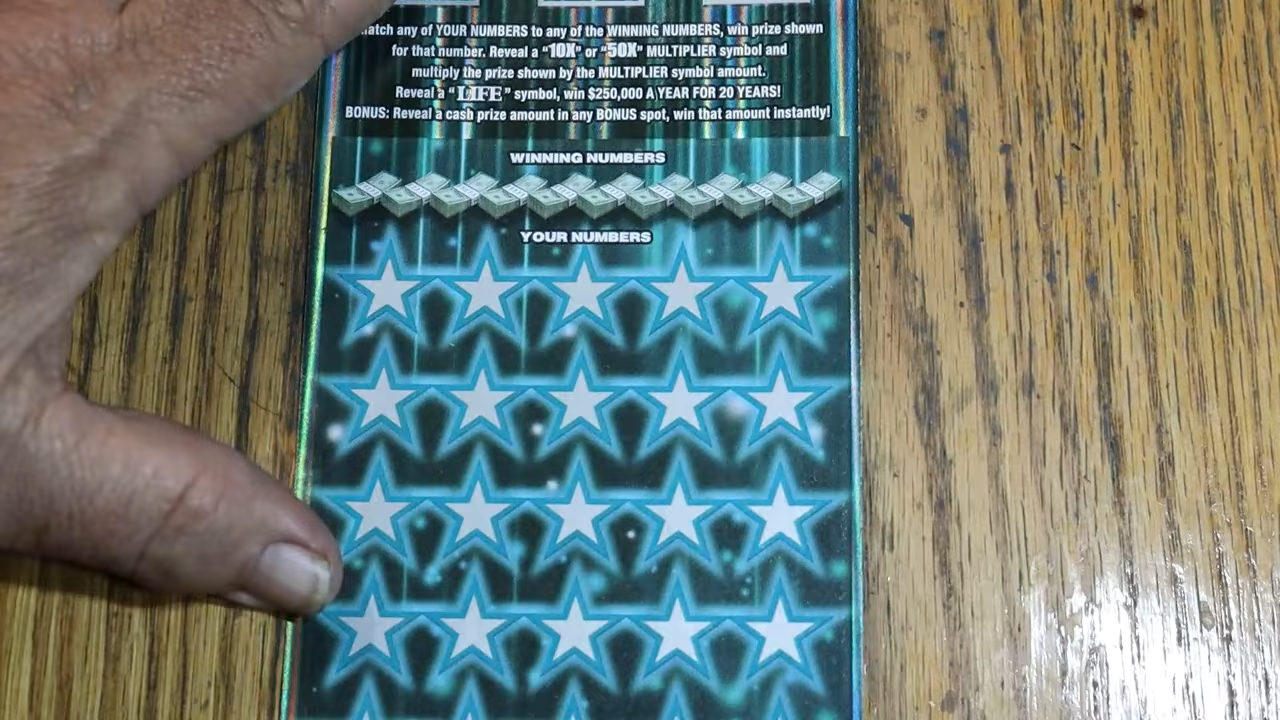 atch any of YOUR NUMBERS to any of the WINNING NUMBERS, win prize shown
for that number. Reveal a "10X" or "50X" MULTIPLIER symbol and
multiply the prize shown by the MULTIPLIER symbol amount.
Reveal a "LIFE" symbol, win $250,000 A YEAR FOR 20 YEARS!
BONUS: Reveal a cash prize amount in any BONUS spot, win that amount instantly!
WINNING NUMBERS
YOUR NUMBERS